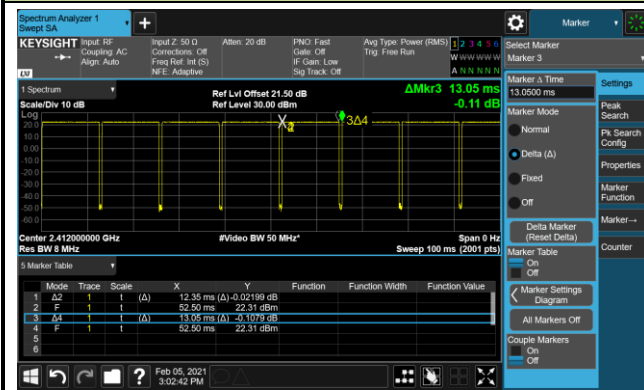 Spectrum Analyzer 1
Swept SA
+
Marker
KEYSIGHT
Input: RF
Coupling: AC
Align: Auto
Input Z: 50 Ω
Corrections: Off
Freq Ref: Int (S)
NFE: Adaptive
Atten: 20 dB
PNO: Fast
Gate: Off
IF Gain: Low
Sig Track: Off
Avg Type: Power (RMS)
Trig: Free Run
1 2 3 4 5 6
W W W W W W
A N N N N N
Select Marker
Marker 3
1 Spectrum
Scale/Div 10 dB
Ref Lvl Offset 21.50 dB
Ref Level 30.00 dBm
ΔMkr3 13.05 ms
-0.11 dB
Log
20.0
10.0
0.00
-10.0
-20.0
-30.0
-40.0
-50.0
-60.0
3Δ4
Center 2.412000000 GHz
Res BW 8 MHz
#Video BW 50 MHz*
Span 0 Hz
Sweep 100 ms (2001 pts)
5 Marker Table
Mode Trace Scale X Y Function Function Width Function Value
1 Δ2 1 t (Δ) 12.35 ms (Δ) -0.02199 dB
2 F 1 t 52.50 ms 22.31 dBm
3 Δ4 1 t (Δ) 13.05 ms (Δ) -0.1079 dB
4 F 1 t 52.50 ms 22.31 dBm
5
6
Marker Δ Time
13.0500 ms
Marker Mode
Normal
Delta (Δ)
Fixed
Off
Delta Marker
(Reset Delta)
Marker Table
On
Off
Marker Settings
Diagram
All Markers Off
Couple Markers
On
Off
Settings
Peak
Search
Pk Search
Config
Properties
Marker
Function
Marker→
Counter
?
Feb 05, 2021
3:02:42 PM